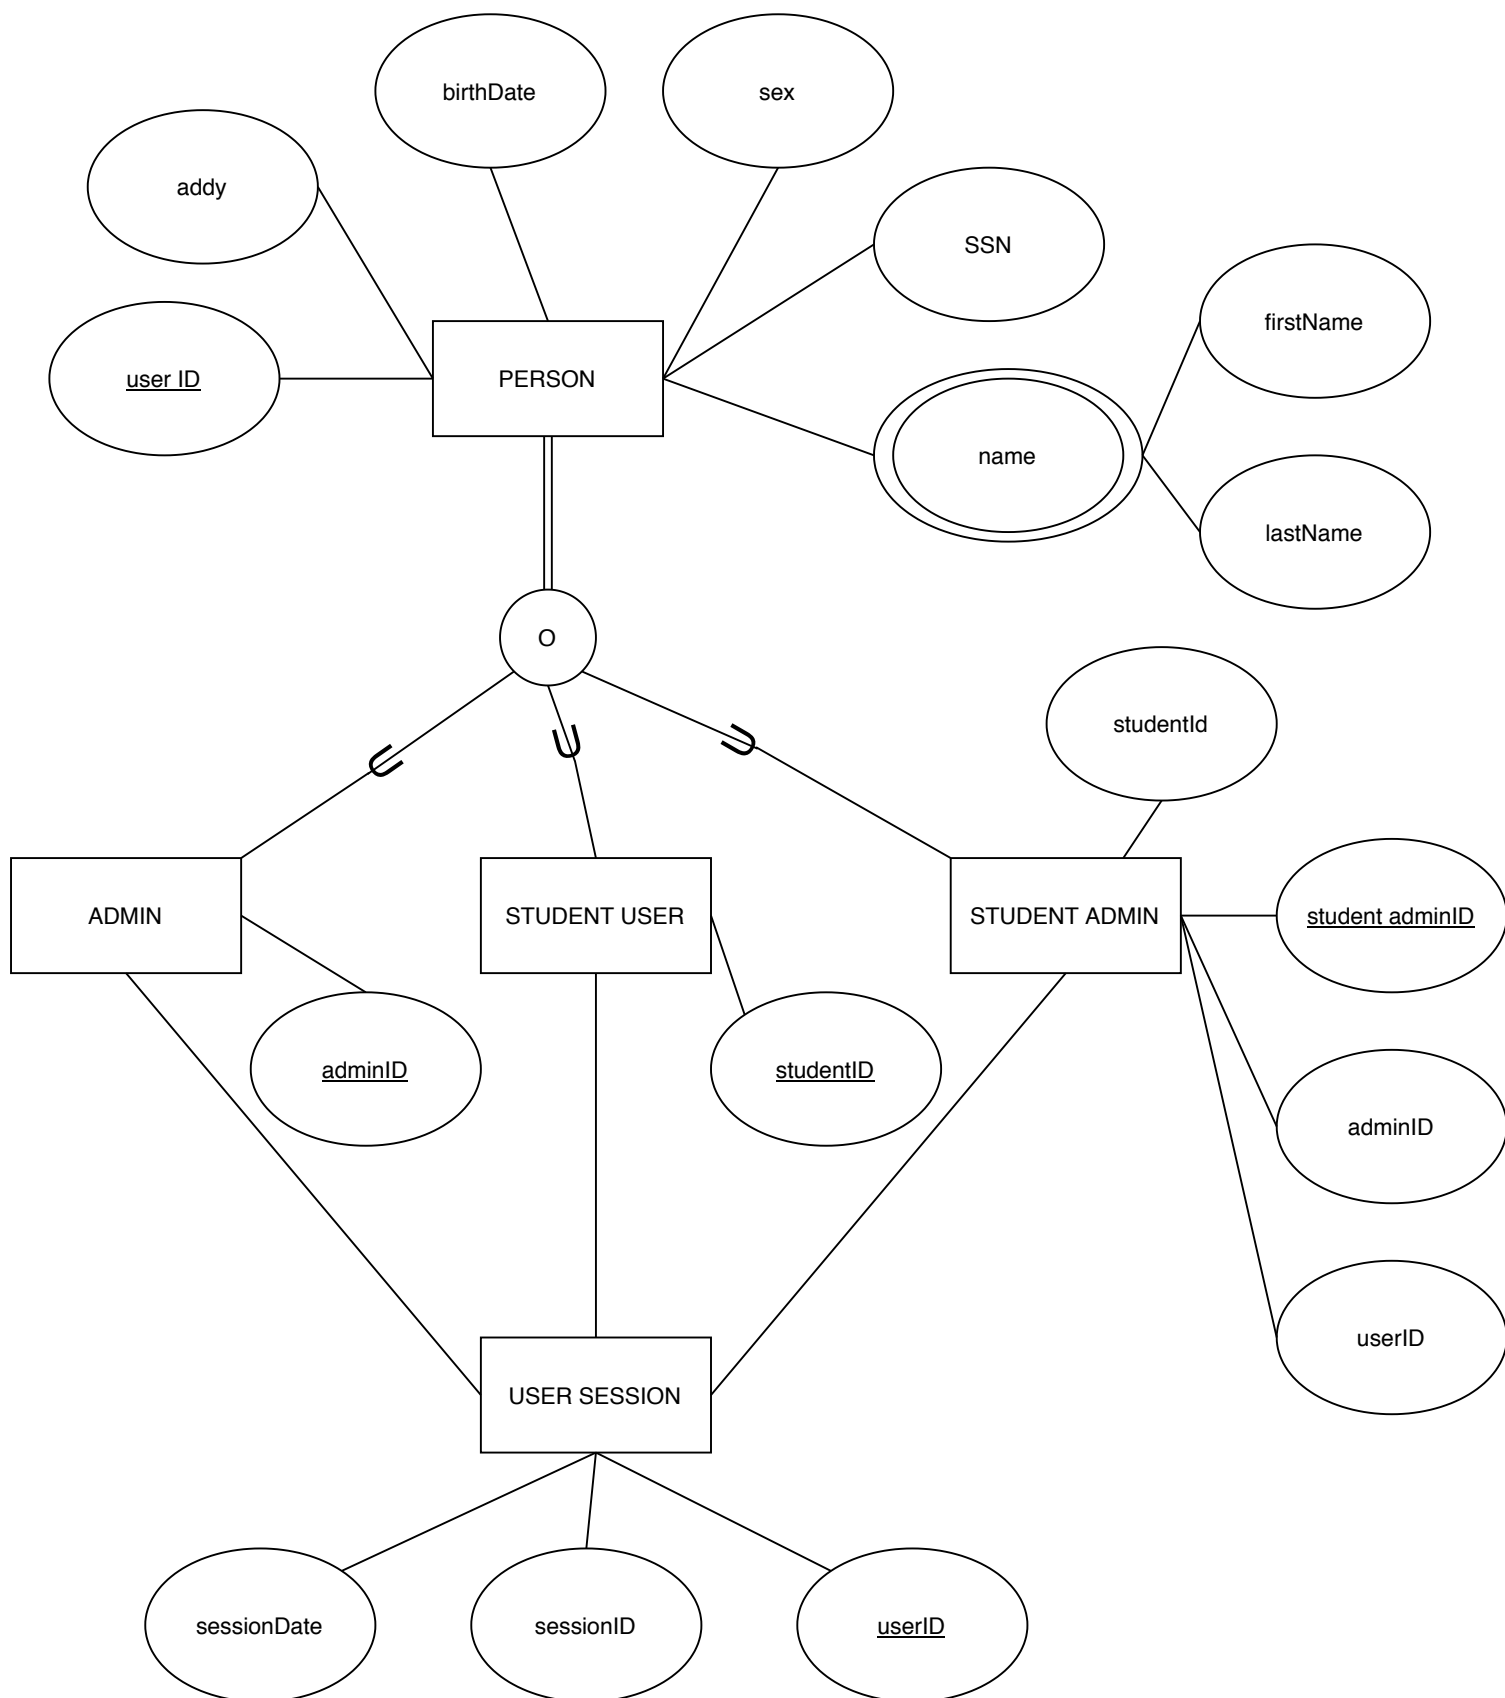 birthDate
sex
addy
SSN
firstName
user ID
PERSON
name
lastName
O
studentId
ADMIN
STUDENT USER
STUDENT ADMIN
student adminID
adminID
studentID
adminID
userID
USER SESSION
sessionDate
sessionID
userID